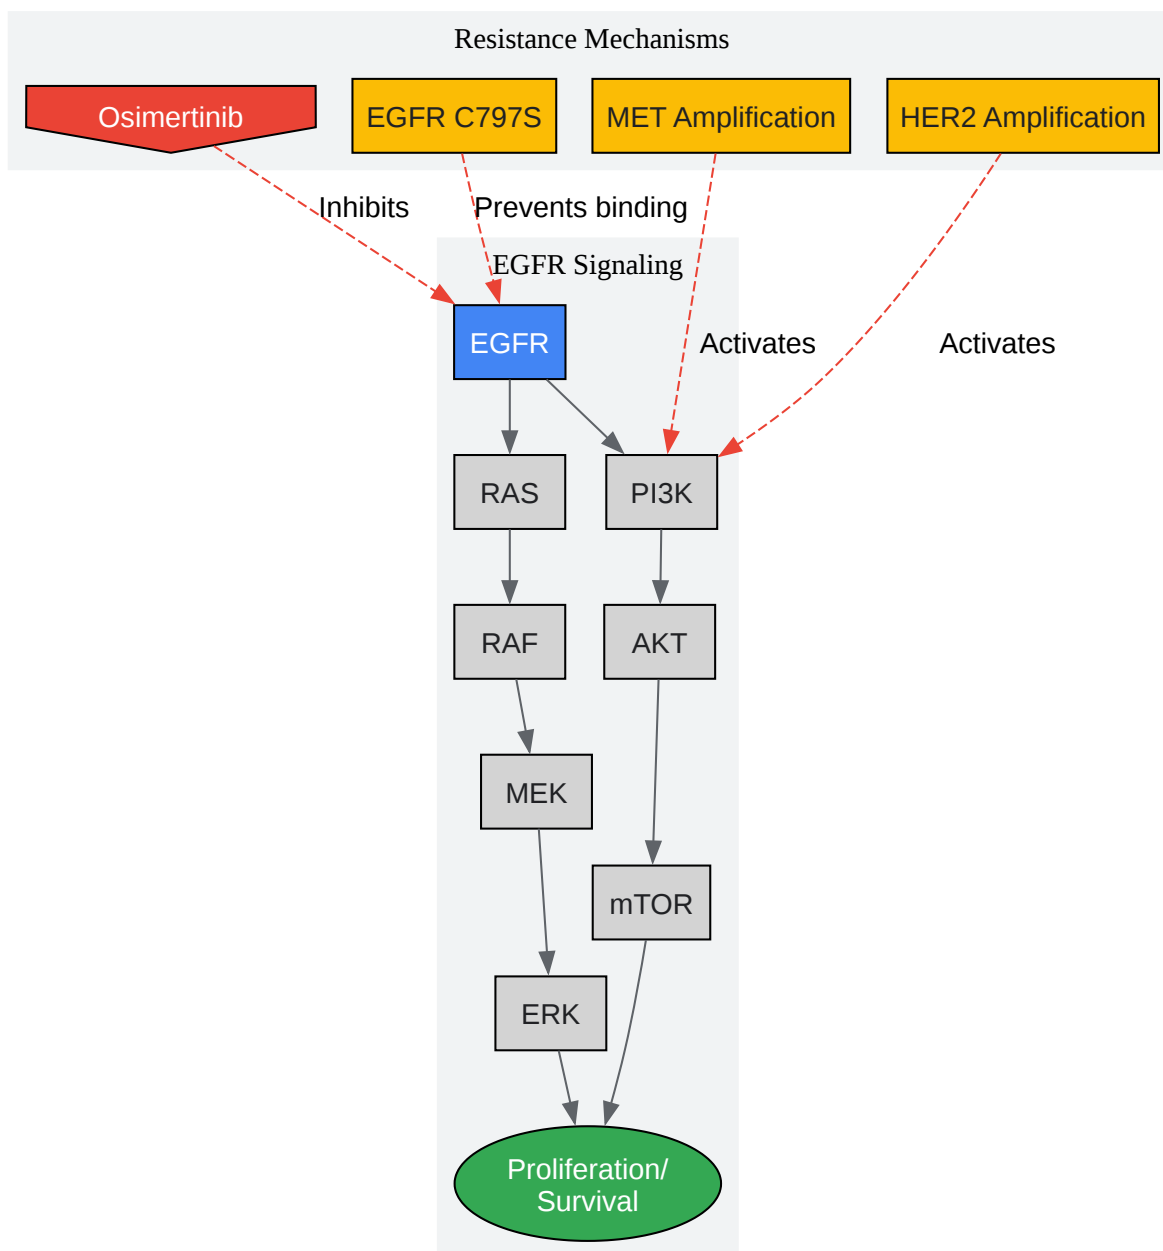 Resistance Mechanisms
Osimertinib
EGFR C797S
MET Amplification
HER2 Amplification
Inhibits
Prevents binding
EGFR Signaling
EGFR
Activates
Activates
RAS
PI3K
RAF
AKT
MEK
mTOR
ERK
Proliferation/
Survival